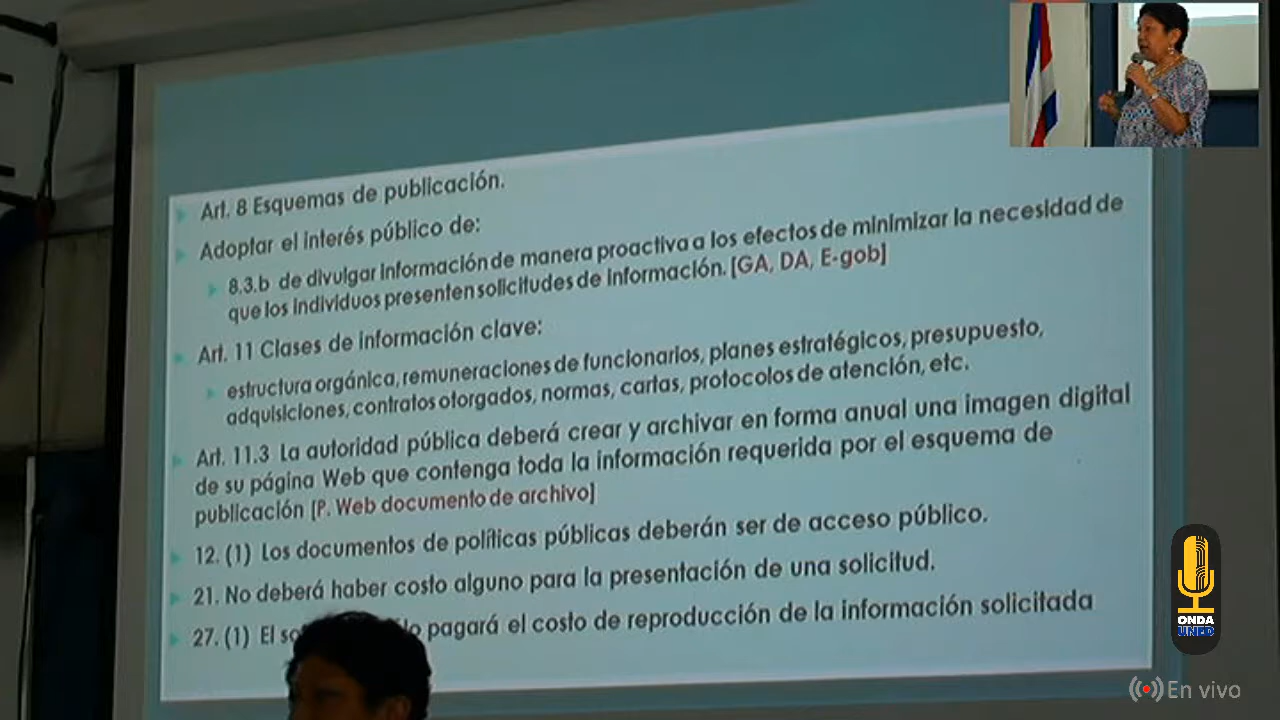 Art. 8 Esquemas de publicación.
Adoptar el interés público de:
8.3.b de divulgar información de manera proactiva a los efectos de minimizar la necesidad de
que los individuos presenten solicitudes de información. [GA, DA, E-gob]
Art. 11 Clases de información clave:
estructura orgánica, remuneraciones de funcionarios, planes estratégicos, presupuesto,
adquisiciones, contratos otorgados, normas, cartas, protocolos de atención, etc.
Art. 11.3 La autoridad pública deberá crear y archivar en forma anual una imagen digital
de su página Web que contenga toda la información requerida por el esquema de
publicación [P. Web documento de archivo]
12. (1) Los documentos de políticas públicas deberán ser de acceso público.
21. No deberá haber costo alguno para la presentación de una solicitud.
27. (1) El pagará el costo de reproducción de la información solicitada
ONDA
UNED
En vivo